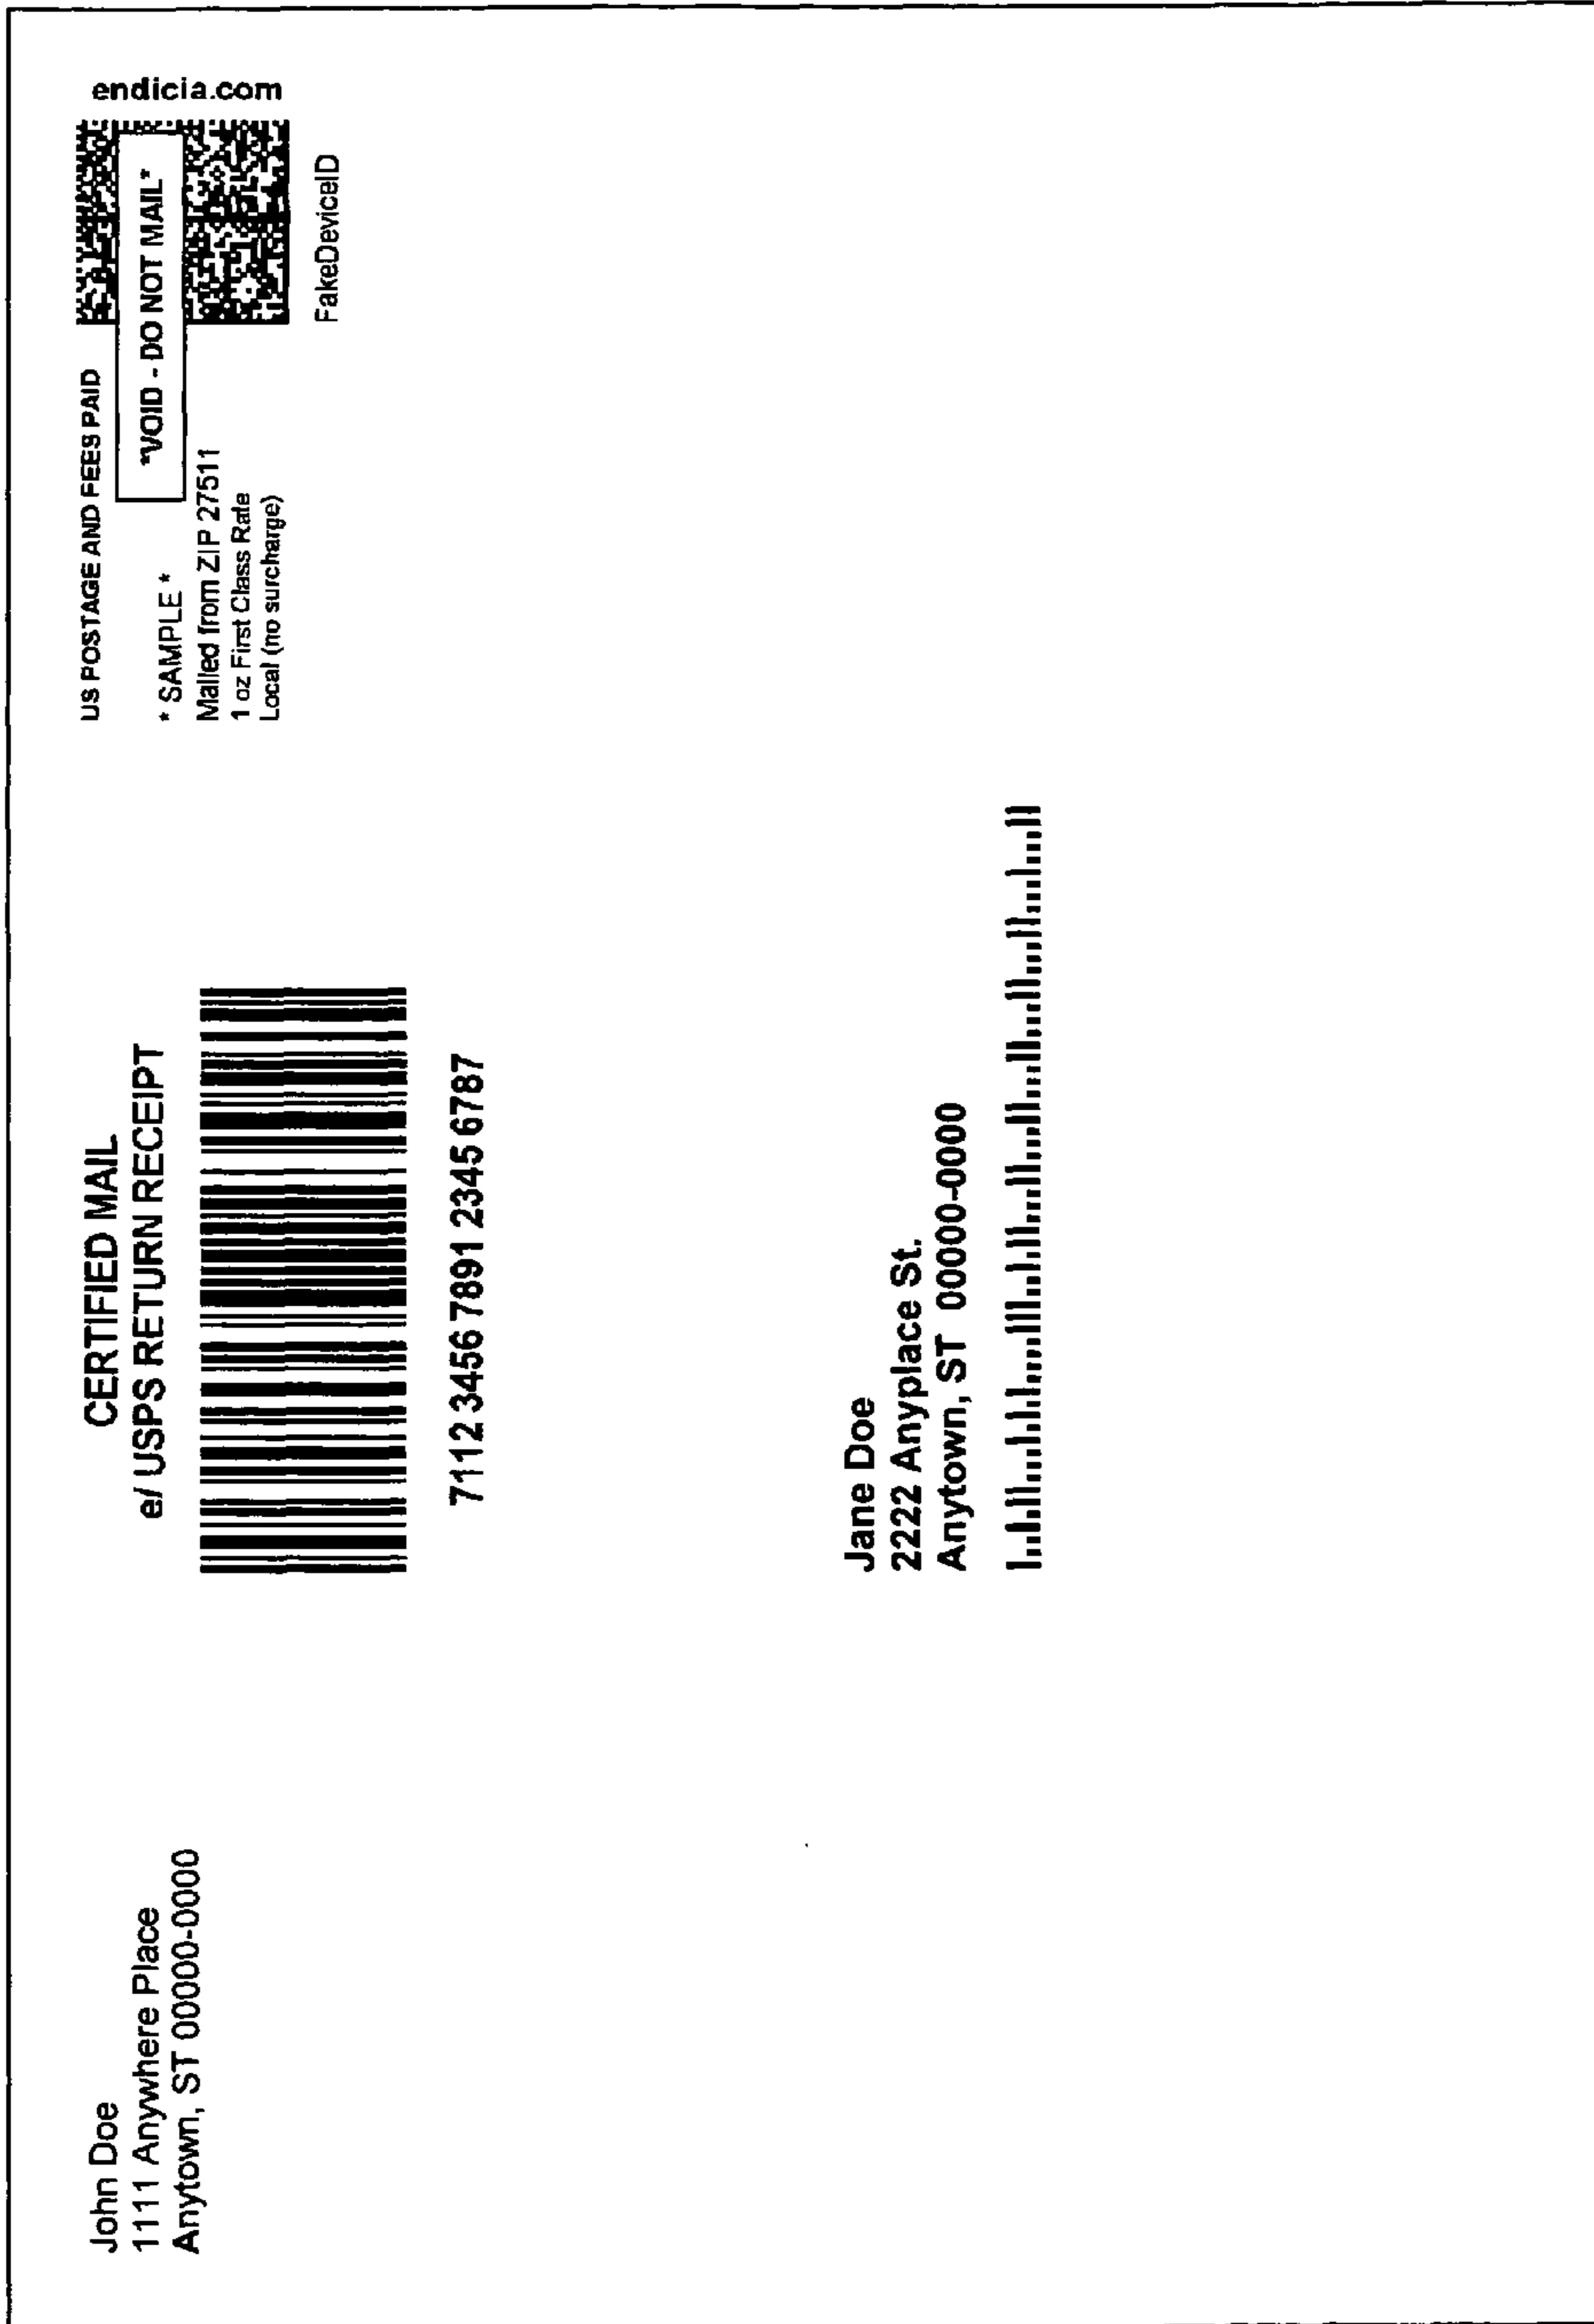 John Doe
1111 Anywhere Place
Anytown, ST 00000-0000
CERTIFIED MAIL
e/ USPS RETURN RECEIPT
7112 3456 7891 2345 6787
US POSTAGE AND FEES PAID
*VOID - DO NOT MAIL*
* SAMPLE *
Mailed from ZIP 27511
1 oz First Class Rate
Local (no surcharge)
endicia.com
FakeDeviceID
Jane Doe
2222 Anyplace St.
Anytown, ST 00000-0000